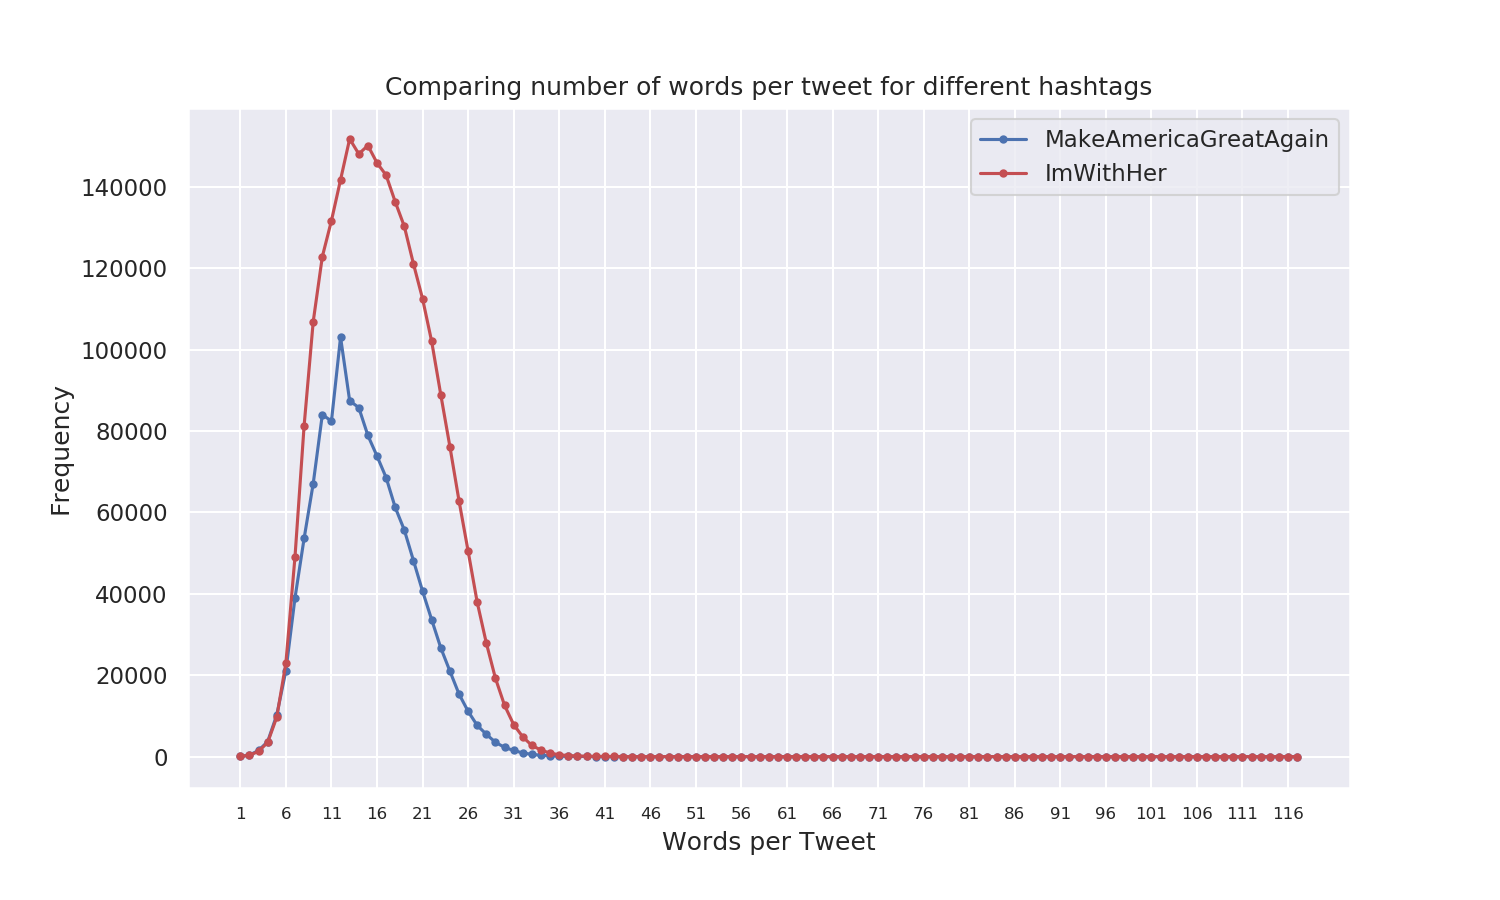 Comparing number of words per tweet for different hashtags
MakeAmericaGreatAgain
ImWithHer
140000
120000
100000
80000
60000
40000
20000
0
Frequency
1 6 11 16 21 26 31 36 41 46 51 56 61 66 71 76 81 86 91 96 101 106 111 116
Words per Tweet